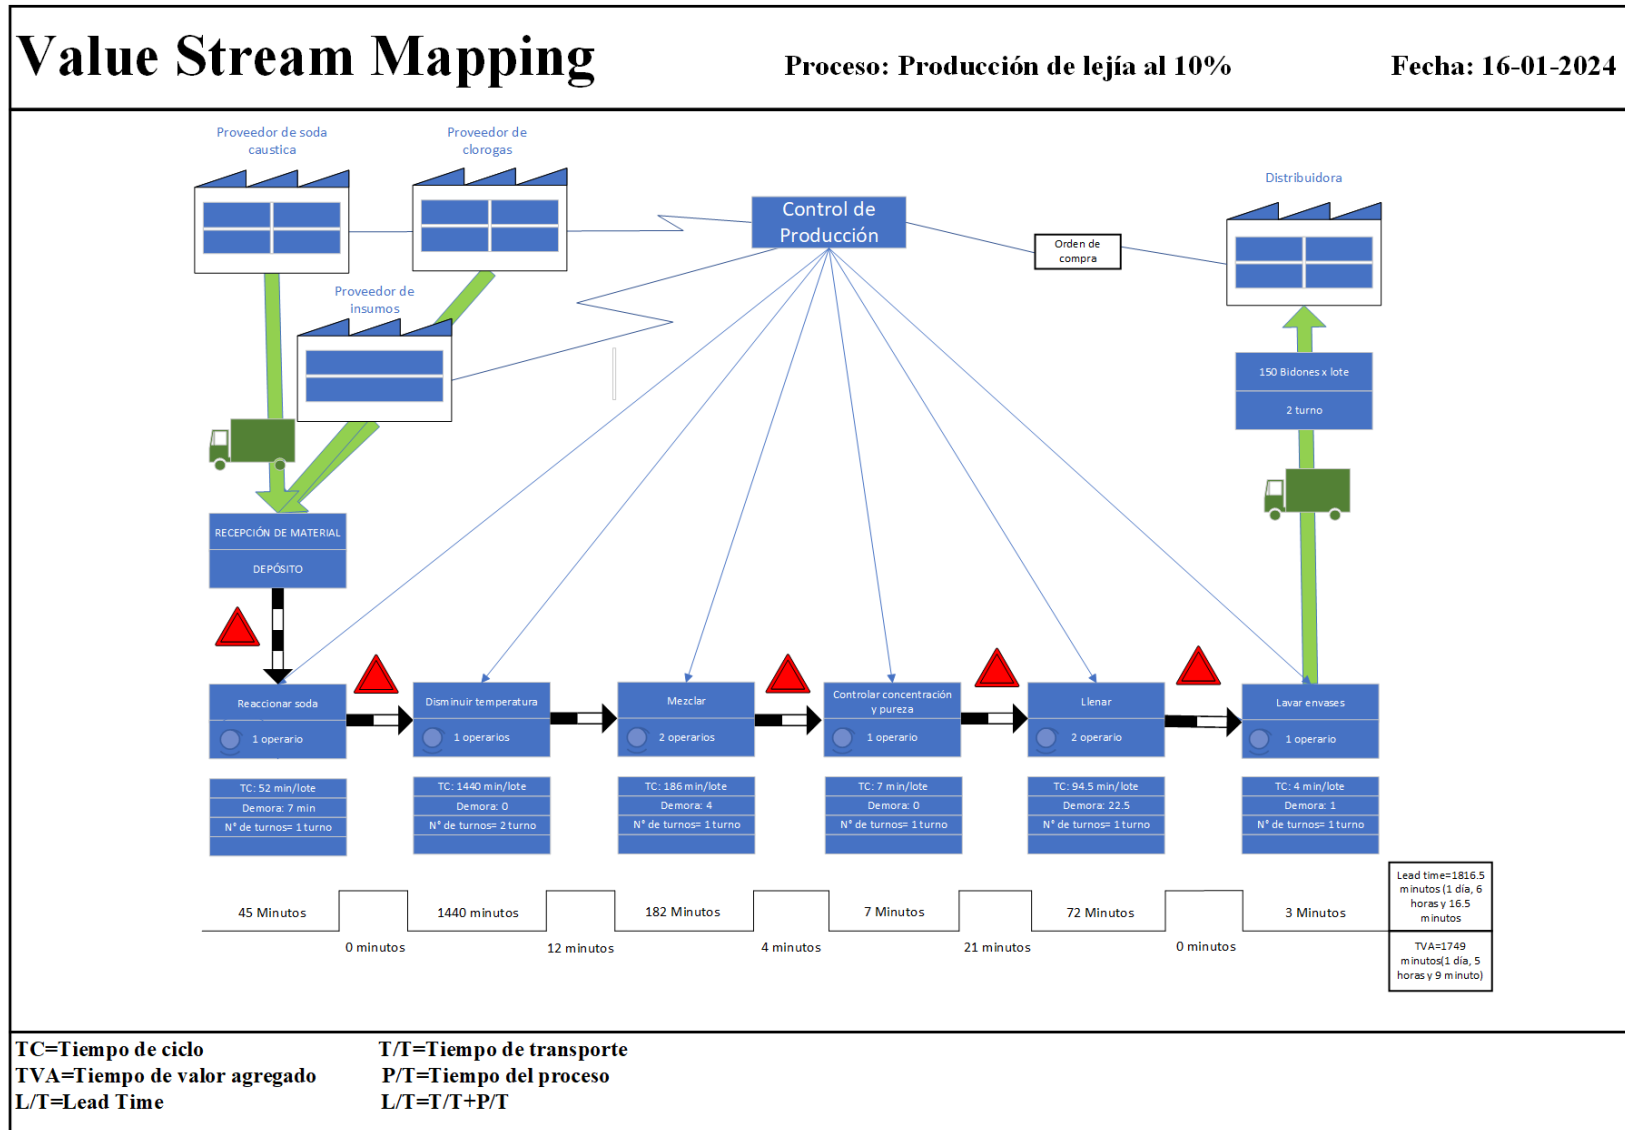 Value Stream Mapping
Proceso: Producción de lejía al 10%
Fecha: 16-01-2024
Proveedor de soda
caustica
Proveedor de
clorogas
Proveedor de
insumos
Control de
Producción
Orden de
compra
Distribuidora
150 Bidones x lote
2 turno
RECEPCIÓN DE MATERIAL
DEPÓSITO
Reaccionar soda
1 operario
Disminuir temperatura
1 operarios
Mezclar
2 operarios
Controlar concentración
y pureza
1 operario
Llenar
2 operario
Lavar envases
1 operario
TC: 52 min/lote
Demora: 7 min
N° de turnos= 1 turno
TC: 1440 min/lote
Demora: 0
N° de turnos= 2 turno
TC: 186 min/lote
Demora: 4
N° de turnos= 1 turno
TC: 7 min/lote
Demora: 0
N° de turnos= 1 turno
TC: 94.5 min/lote
Demora: 22.5
N° de turnos= 1 turno
TC: 4 min/lote
Demora: 1
N° de turnos= 1 turno
45 Minutos
1440 minutos
182 Minutos
7 Minutos
72 Minutos
3 Minutos
0 minutos
12 minutos
4 minutos
21 minutos
0 minutos
Lead time=1816.5
minutos (1 día, 6
horas y 16.5
minutos
TVA=1749
minutos(1 día, 5
horas y 9 minuto)
TC=Tiempo de ciclo
TVA=Tiempo de valor agregado
L/T=Lead Time
T/T=Tiempo de transporte
P/T=Tiempo del proceso
L/T=T/T+P/T